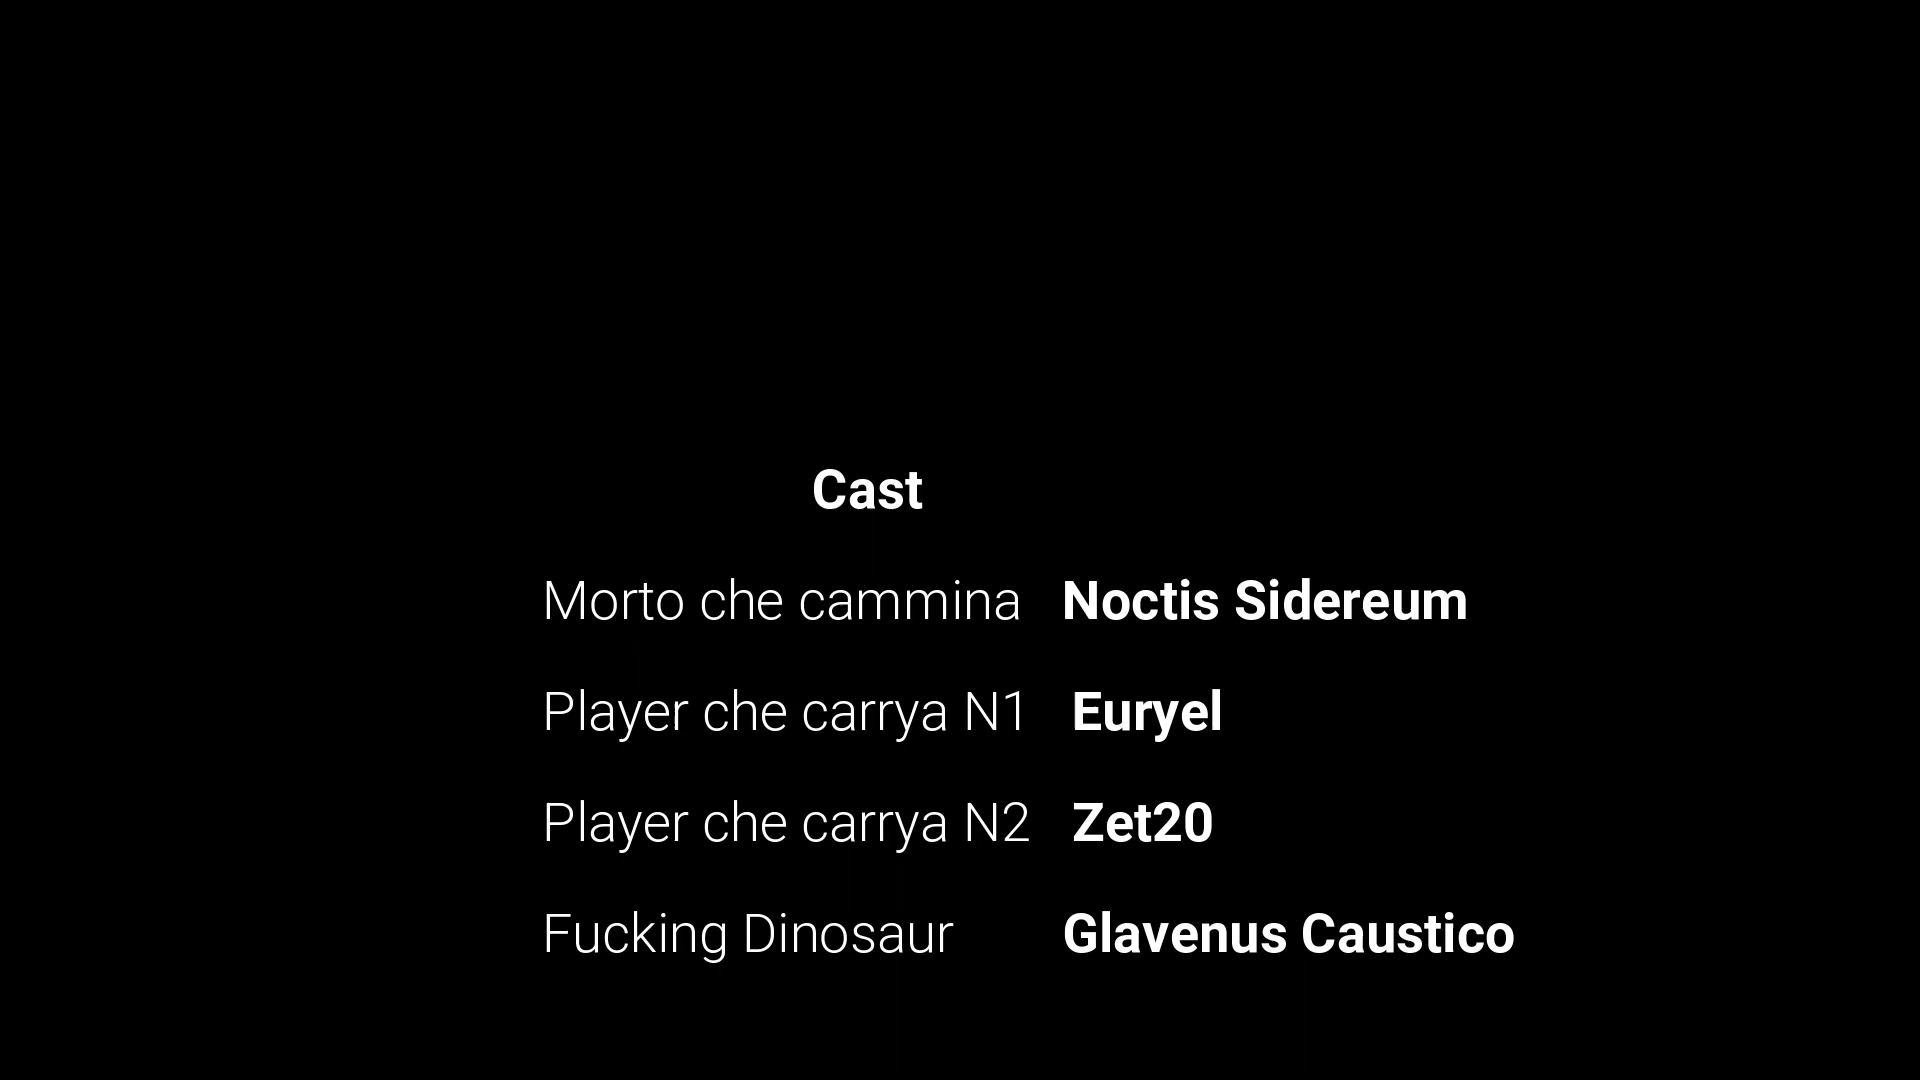 Cast
Morto che cammina Noctis Sidereum
Player che carrya N1 Euryel
Player che carrya N2 Zet20
Fucking Dinosaur Glavenus Caustico